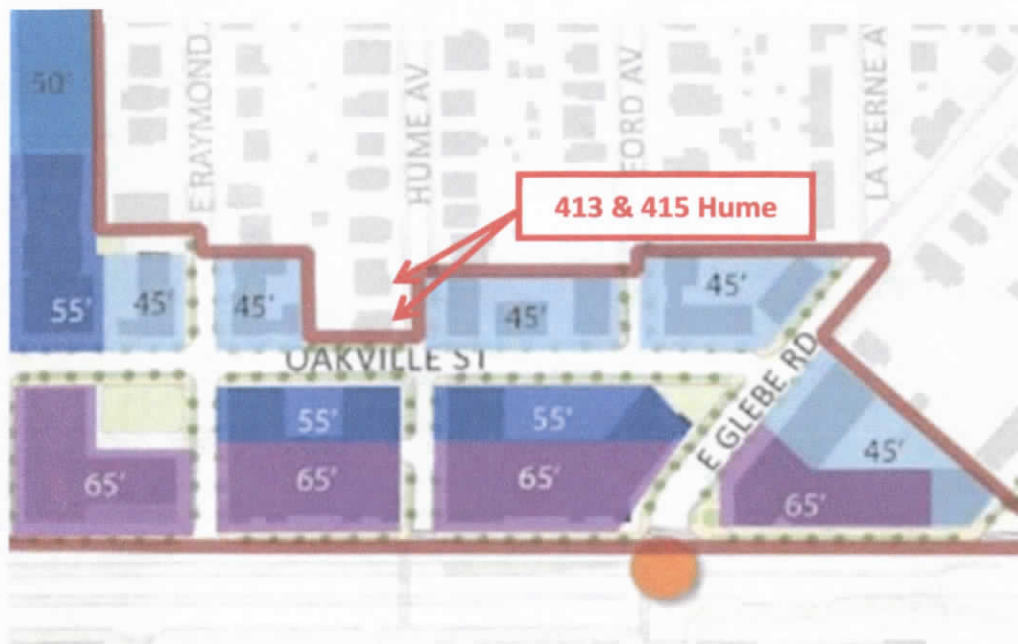 50'
E RAYMOND
HUME AV
FORD AV
LA VERNE A
413 & 415 Hume
55'
45'
45'
45'
45'
OAKVILLE ST
E GLEBE RD
55'
55'
45'
65'
65'
65'
65'